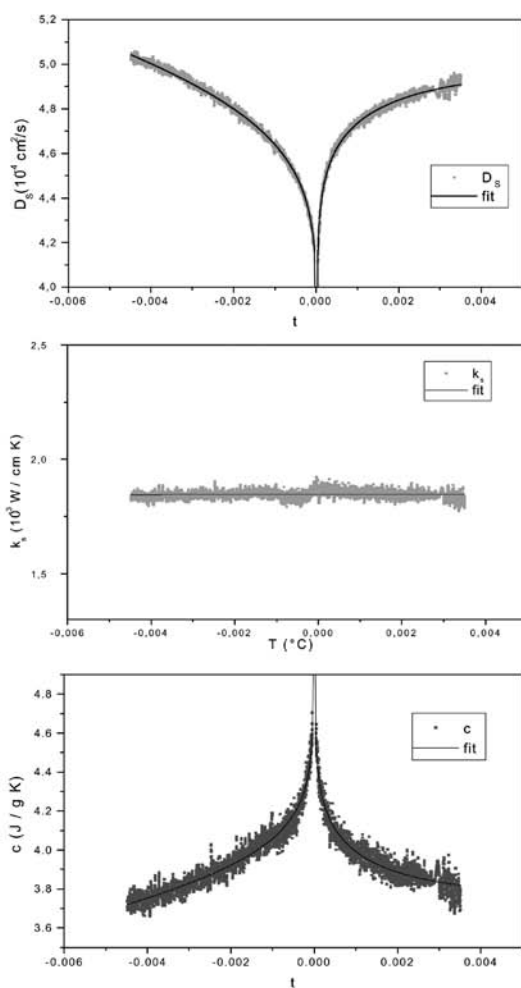 5,0
4,8
4,6
4,4
4,2
4,0
D_S (10^4 cm^2/s)
D_S
fit
-0,006 -0,004 -0,002 0,000 0,002 0,004
t
2,5
2,0
1,5
k_s (10^3 W / cm K)
k_s
fit
-0,006 -0,004 -0,002 0,000 0,002 0,004
T (°C)
4.8
4.6
4.4
4.2
4.0
3.8
3.6
c (J / g K)
c
fit
-0,006 -0,004 -0,002 0,000 0,002 0,004
t